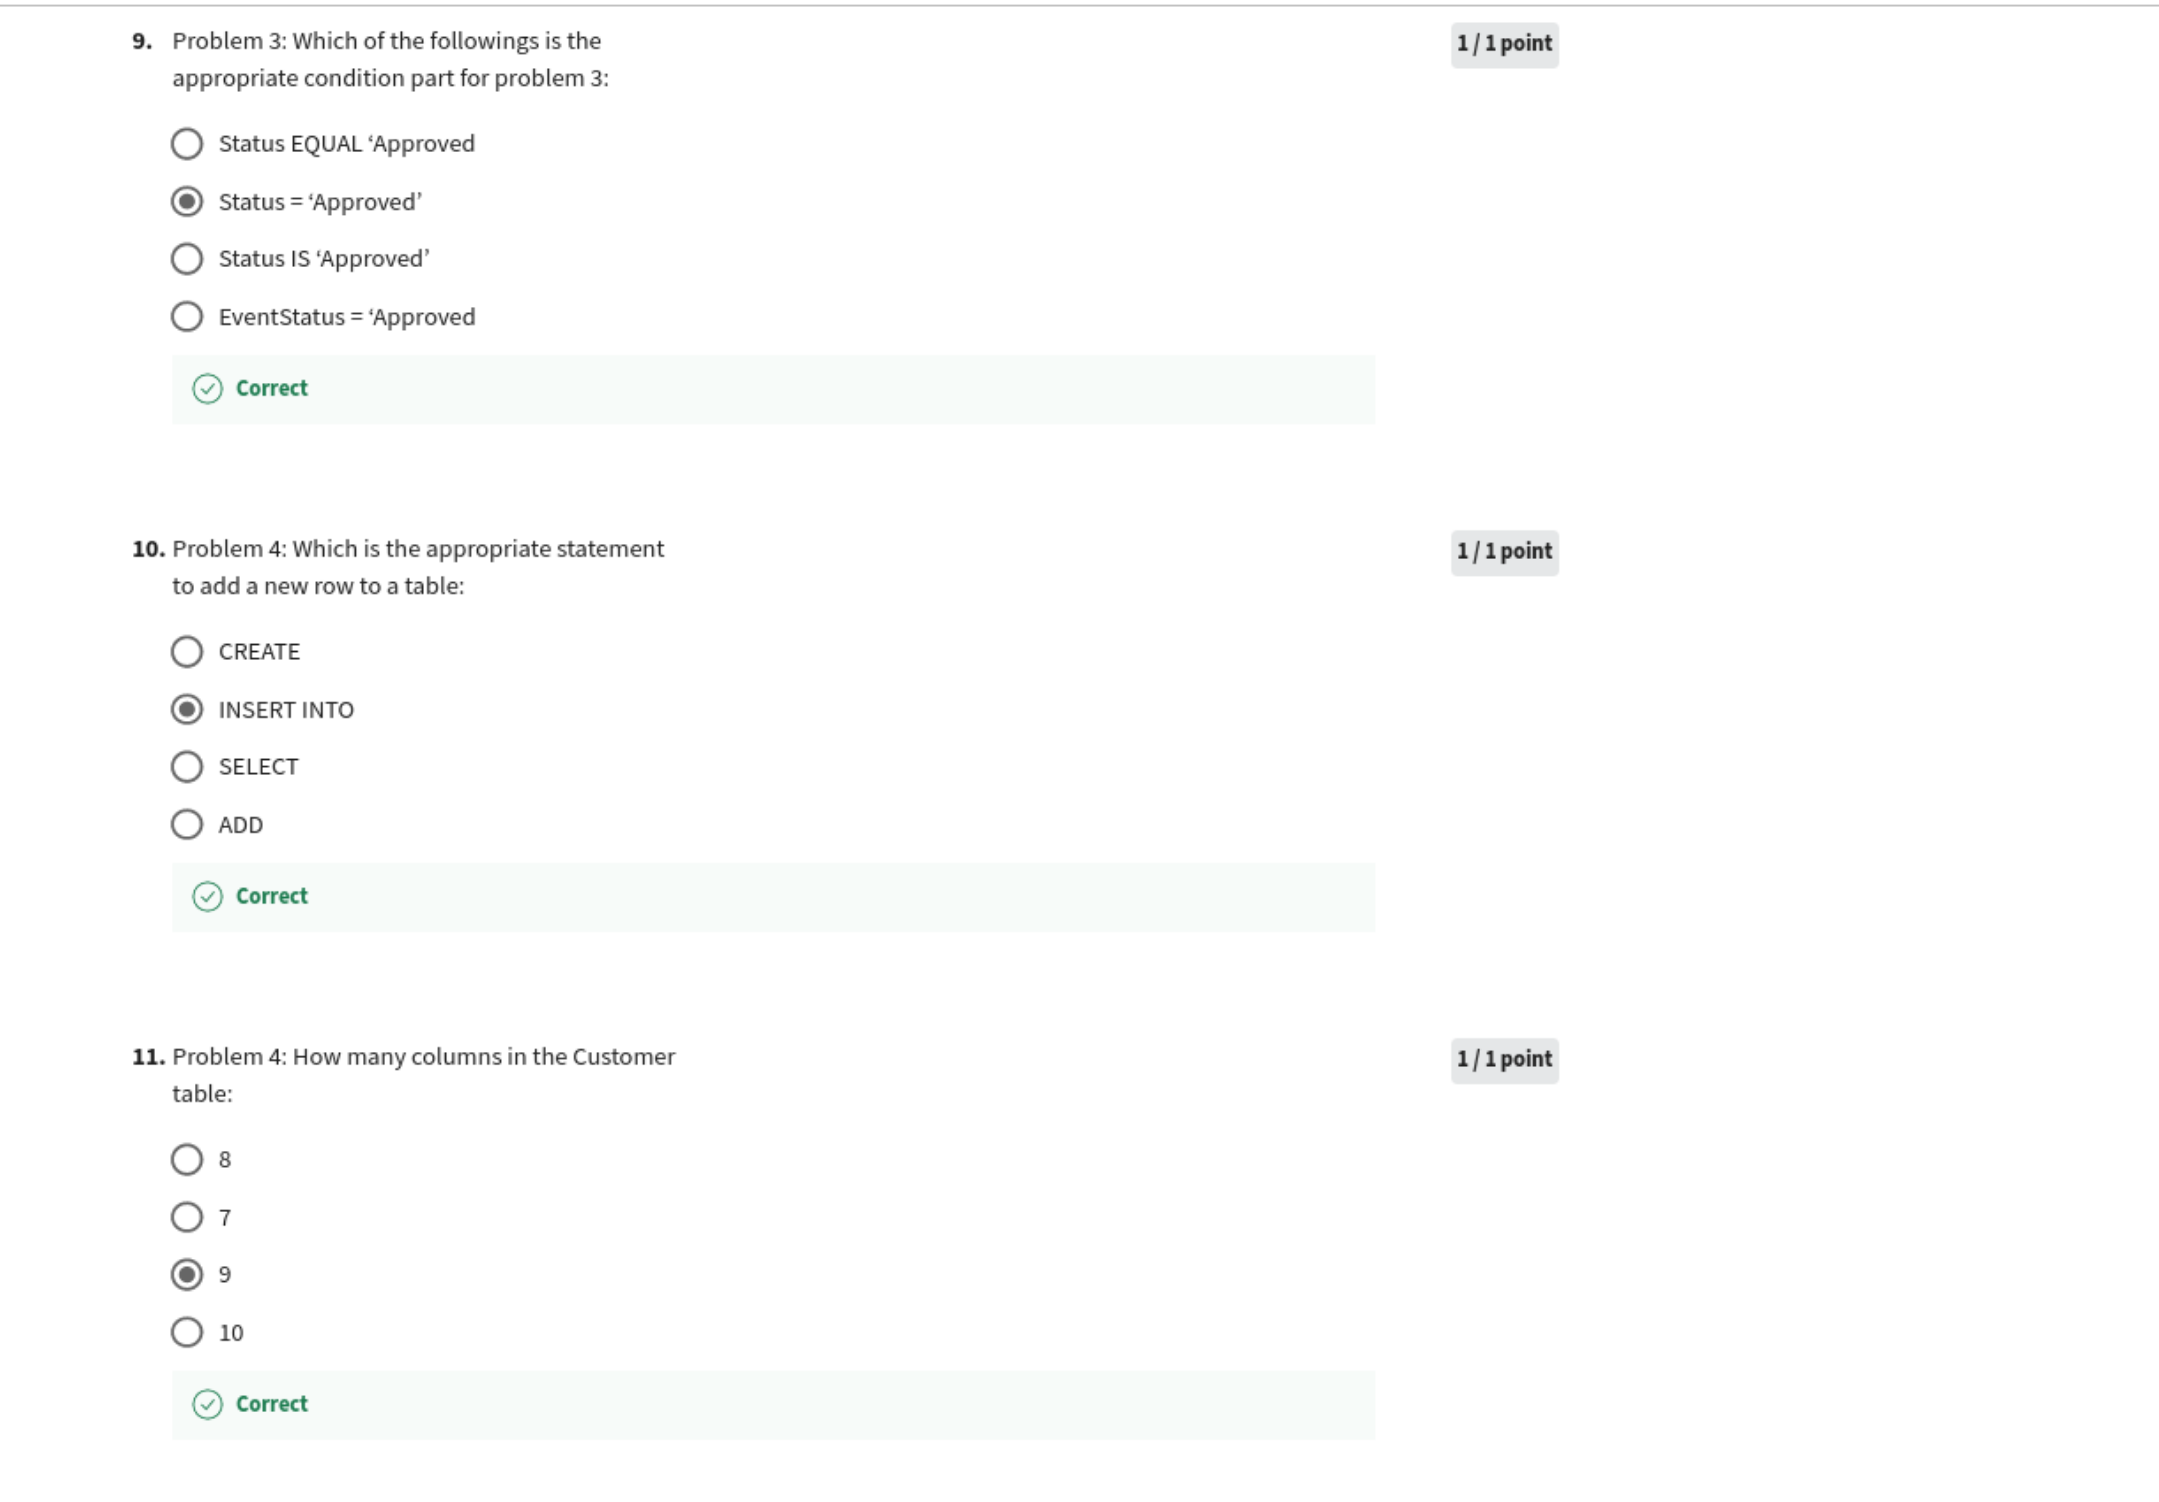 9. Problem 3: Which of the followings is the
appropriate condition part for problem 3:
1 / 1 point
Status EQUAL ‘Approved
Status = ‘Approved’
Status IS ‘Approved’
EventStatus = ‘Approved
Correct
10. Problem 4: Which is the appropriate statement
to add a new row to a table:
1 / 1 point
CREATE
INSERT INTO
SELECT
ADD
Correct
11. Problem 4: How many columns in the Customer
table:
1 / 1 point
8
7
9
10
Correct